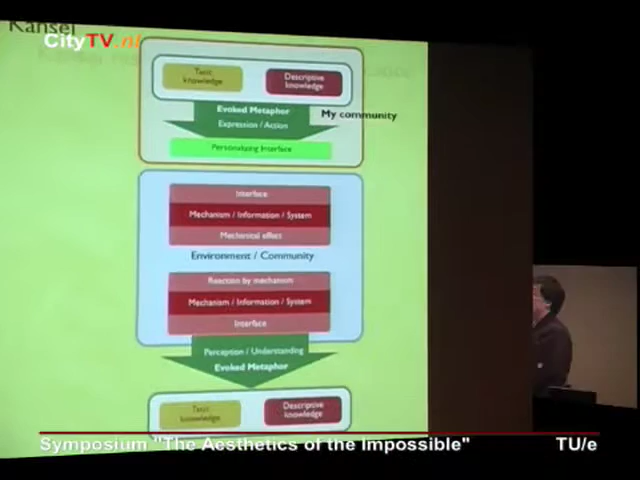 Kansei
CityTV.nl
Tacit
knowledge
Descriptive
knowledge
Evoked Metaphor
My community
Expression / Action
Personalizing Interface
Interface
Mechanism / Information / System
Mechanical effect
Environment / Community
Reaction by mechanism
Mechanism / Information / System
Interface
Perception / Understanding
Evoked Metaphor
Tacit
knowledge
Descriptive
knowledge
Symposium "The Aesthetics of the Impossible" TU/e